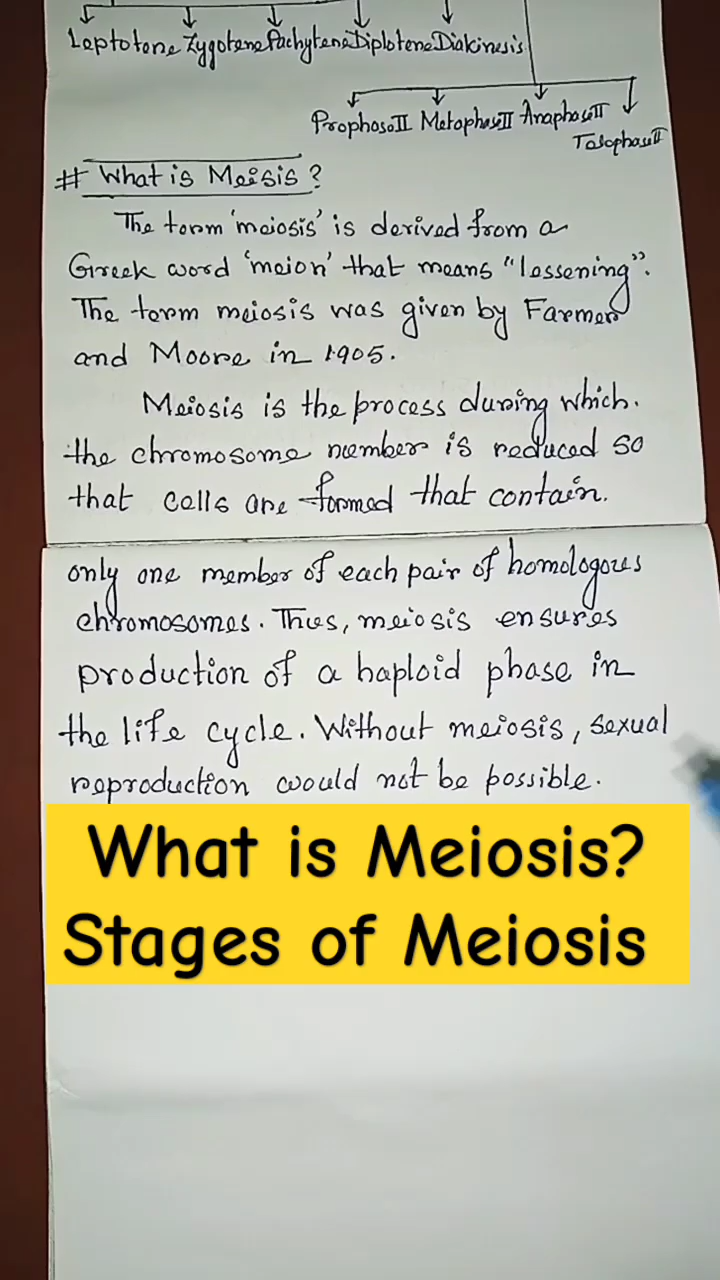 Leptotene Zygotene Pachytene Diplotene Diakinesis
Prophase II Metaphase II Anaphase II
Telophase II
# What is Meisis?
The term 'meiosis' is derived from a
Greek word 'meion' that means "lessening".
The term meiosis was given by Farmer
and Moore in 1905.
Meiosis is the process during which.
the chromosome number is reduced so
that cells are formed that contain.
only one member of each pair of homologous
chromosomes. Thus, meiosis ensures
production of a haploid phase in
the life cycle. Without meiosis, sexual
reproduction would not be possible.
What is Meiosis?
Stages of Meiosis